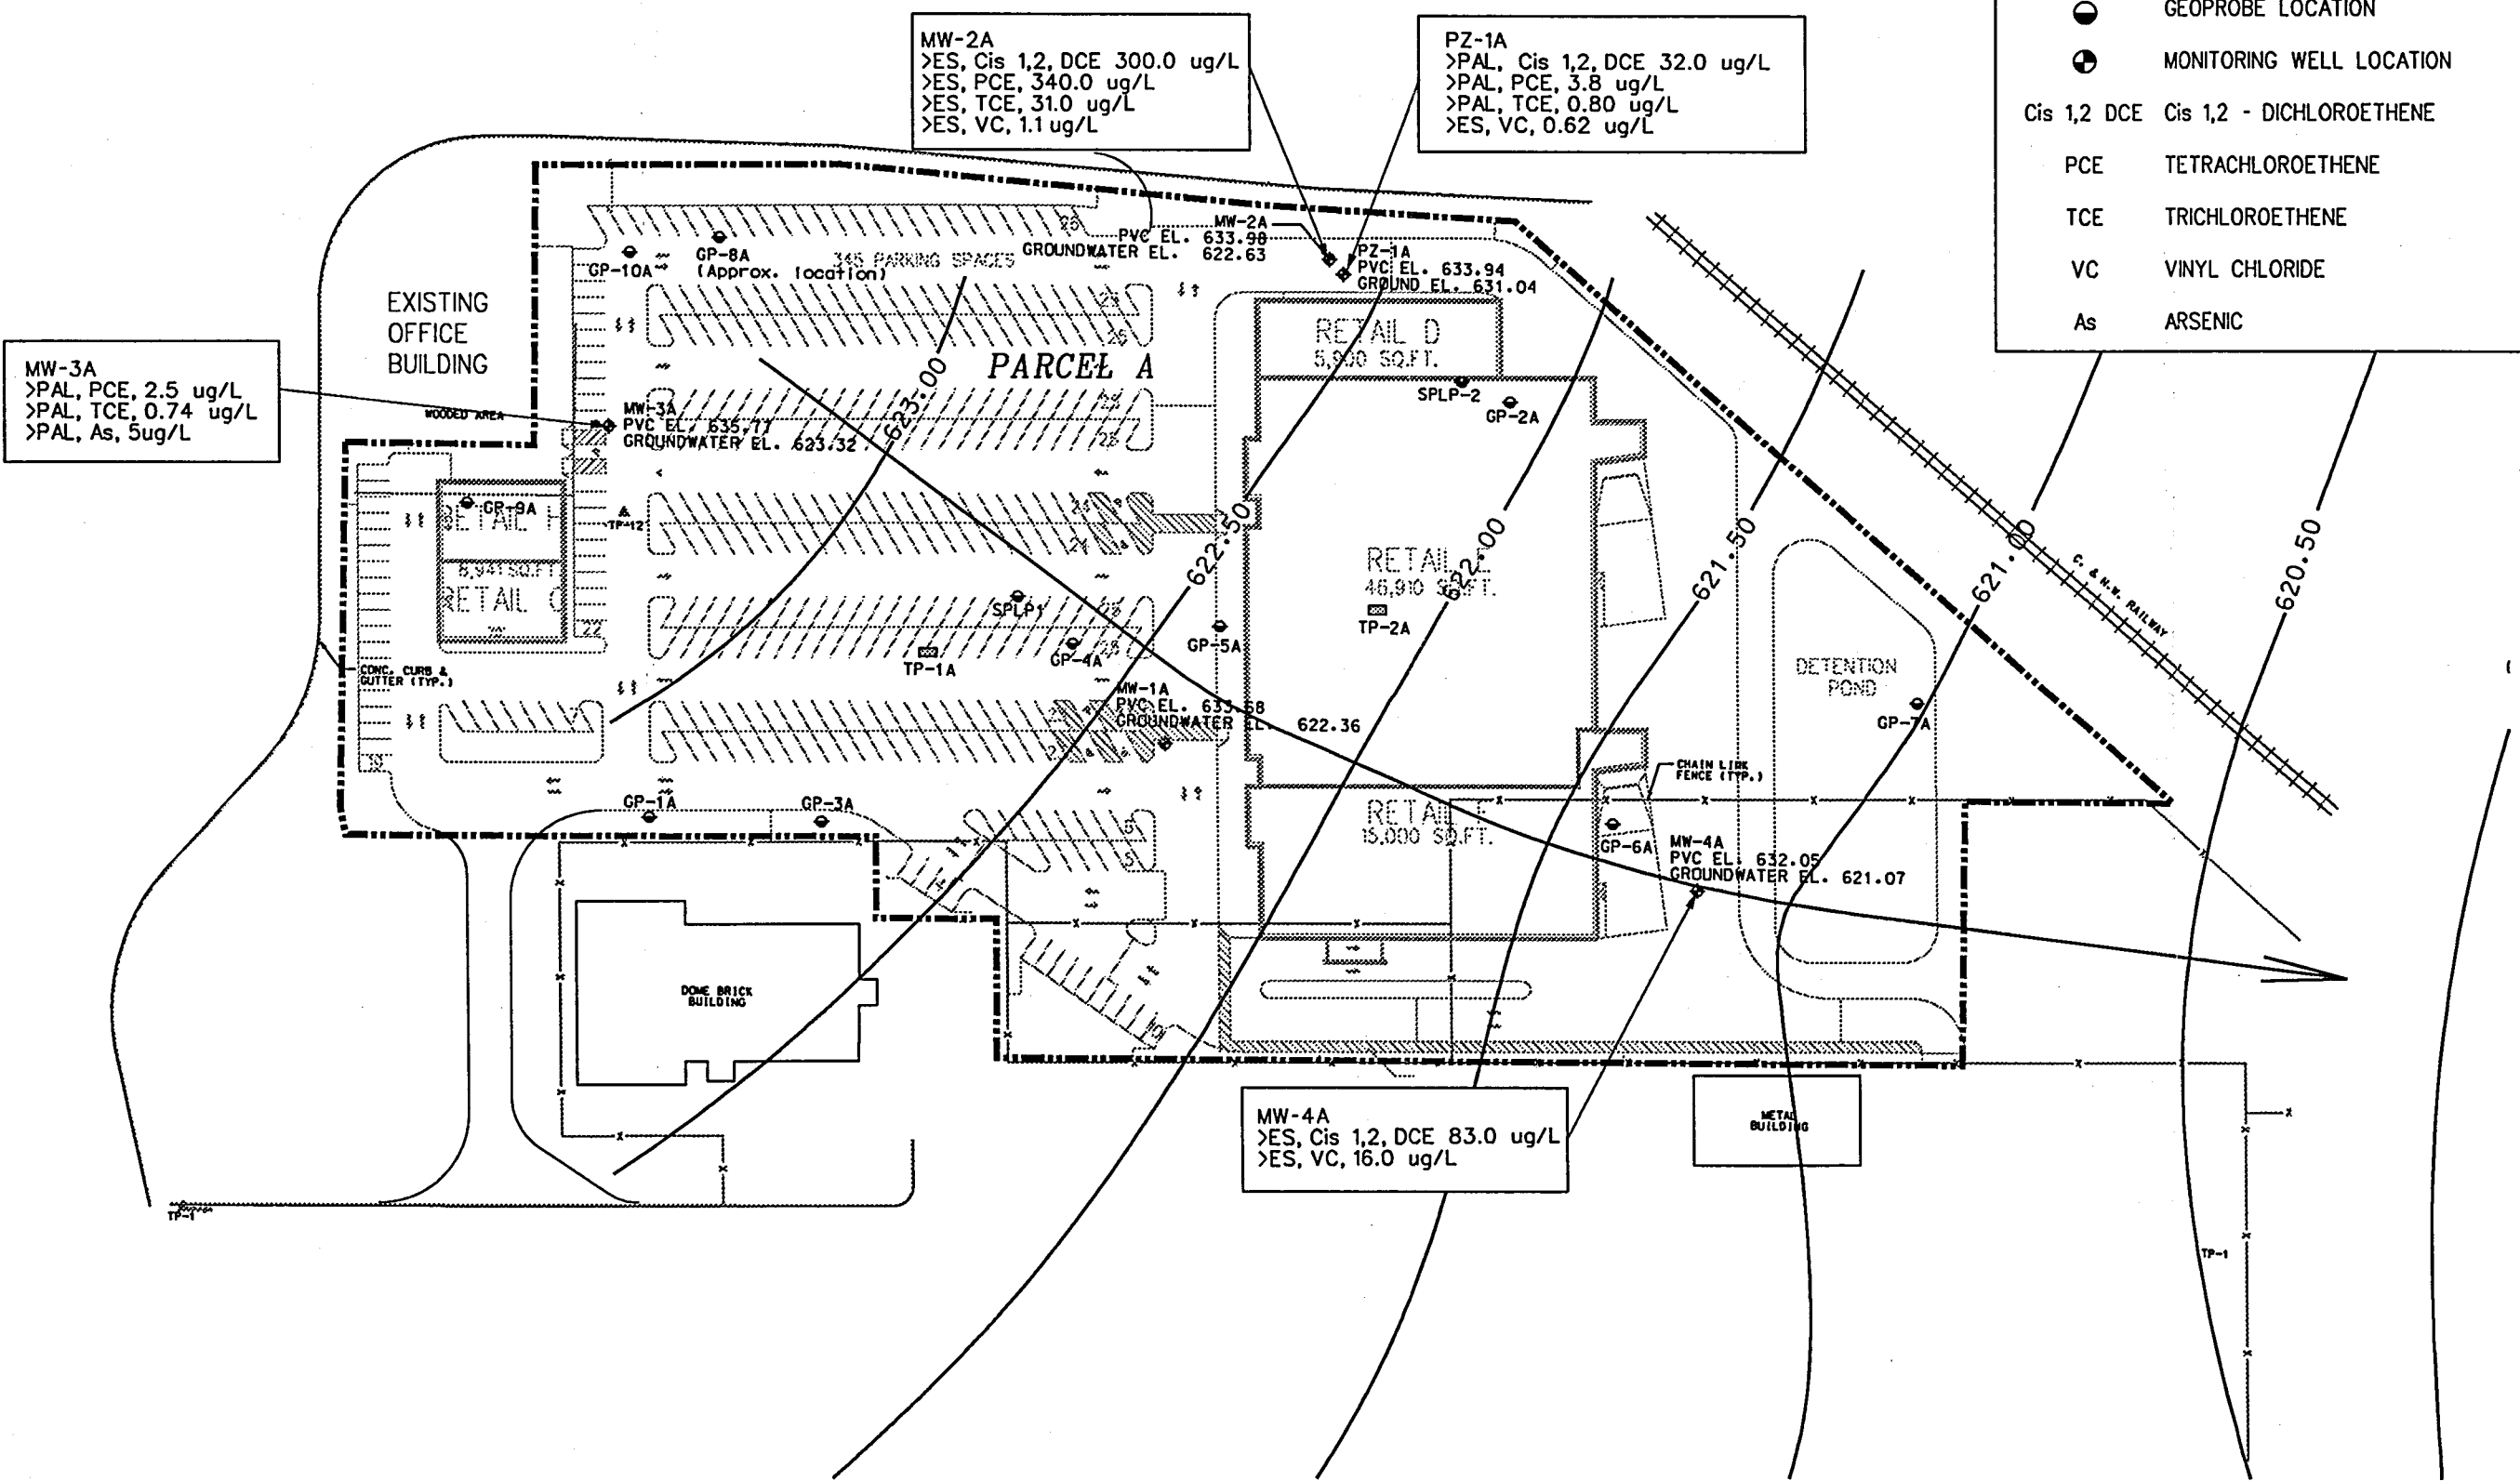 MW-2A
>ES, Cis 1,2, DCE 300.0 ug/L
>ES, PCE, 340.0 ug/L
>ES, TCE, 31.0 ug/L
>ES, VC, 1.1 ug/L
PZ-1A
>PAL, Cis 1,2, DCE 32.0 ug/L
>PAL, PCE, 3.8 ug/L
>PAL, TCE, 0.80 ug/L
>ES, VC, 0.62 ug/L
GEOPROBE LOCATION
MONITORING WELL LOCATION
Cis 1,2 DCE Cis 1,2 - DICHLOROETHENE
PCE TETRACHLOROETHENE
TCE TRICHLOROETHENE
VC VINYL CHLORIDE
As ARSENIC
MW-3A
>PAL, PCE, 2.5 ug/L
>PAL, TCE, 0.74 ug/L
>PAL, As, 5ug/L
EXISTING
OFFICE
BUILDING
WOODED AREA
GP-10A
GP-8A
(Approx. location)
345 PARKING SPACES
MW-2A
PVC EL. 633.98
GROUNDWATER EL. 622.63
PZ-1A
PVC EL. 633.94
GROUND EL. 631.04
RETAIL D
5,900 SQ.FT.
PARCEL A
SPLP-2
GP-2A
MW-3A
PVC EL. 635.77
GROUNDWATER EL. 623.32
623.00
622.50
622.00
621.50
621.00
620.50
C. & N.W. RAILWAY
GP-9A
RETAIL H
8,941 SQ.FT.
RETAIL G
TP-12
22
SPLP1
TP-1A
GP-4A
GP-5A
RETAIL E
46,910 SQ.FT.
TP-2A
DETENTION
POND
GP-7A
CONC. CURB &
GUTTER (TYP.)
MW-1A
PVC EL. 633.68
GROUNDWATER EL. 622.36
CHAIN LINK
FENCE (TYP.)
GP-1A
GP-3A
RETAIL F
15,000 SQ.FT.
GP-6A
MW-4A
PVC EL. 632.05
GROUNDWATER EL. 621.07
DOME BRICK
BUILDING
MW-4A
>ES, Cis 1,2, DCE 83.0 ug/L
>ES, VC, 16.0 ug/L
METAL
BUILDING
TP-1
TP-1